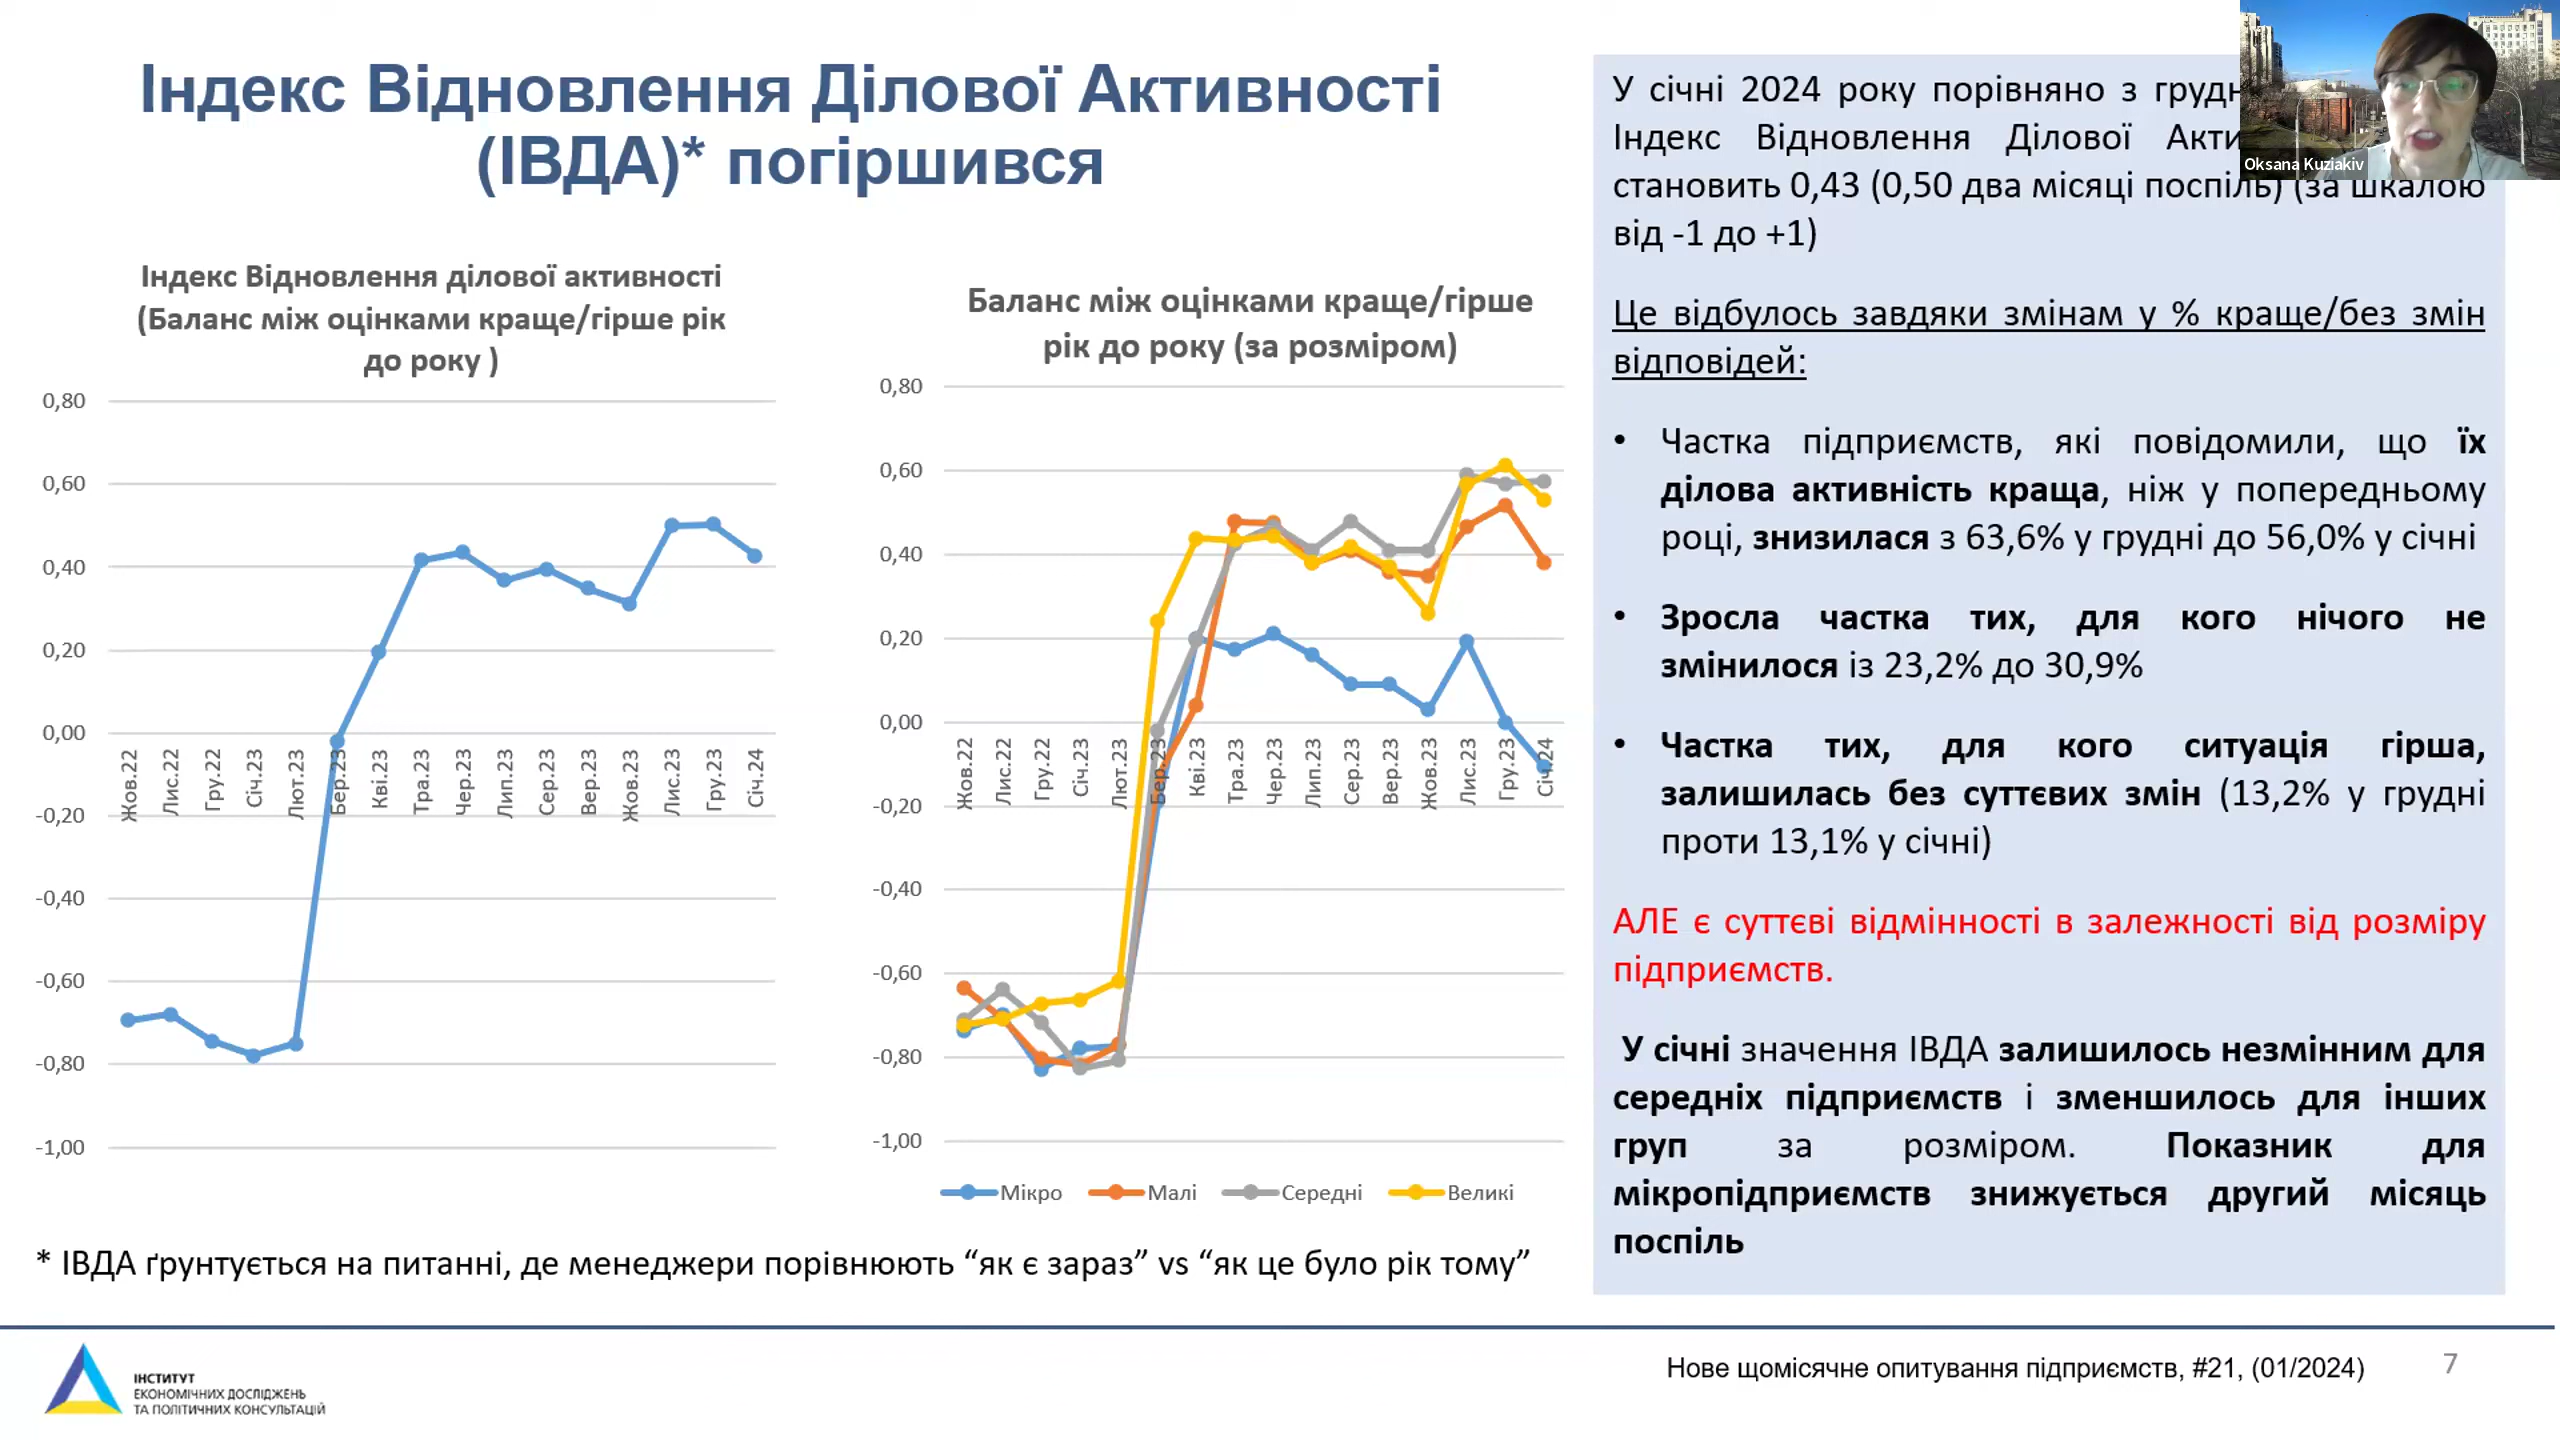 Індекс Відновлення Ділової Активності
(ІВДА)* погіршився
Індекс Відновлення ділової активності
(Баланс між оцінками краще/гірше рік
до року )
0,80
0,60
0,40
0,20
0,00
-0,20
-0,40
-0,60
-0,80
-1,00
Жов.22
Лис.22
Гру.22
Січ.23
Лют.23
Бер.23
Кві.23
Тра.23
Чер.23
Лип.23
Сер.23
Вер.23
Жов.23
Лис.23
Гру.23
Січ.24
Баланс між оцінками краще/гірше
рік до року (за розміром)
0,80
0,60
0,40
0,20
0,00
-0,20
-0,40
-0,60
-0,80
-1,00
Жов.22
Лис.22
Гру.22
Січ.23
Лют.23
Бер.23
Кві.23
Тра.23
Чер.23
Лип.23
Сер.23
Вер.23
Жов.23
Лис.23
Гру.23
Січ.24
Мікро Малі Середні Великі
* ІВДА ґрунтується на питанні, де менеджери порівнюють “як є зараз” vs “як це було рік тому”
У січні 2024 року порівняно з
Індекс Відновлення Ділової
становить 0,43 (0,50 два місяці поспіль) (за шкалою
від -1 до +1)
Це відбулось завдяки змінам у % краще/без змін
відповідей:
• Частка підприємств, які повідомили, що їх
ділова активність краща, ніж у попередньому
році, знизилася з 63,6% у грудні до 56,0% у січні
• Зросла частка тих, для кого нічого не
змінилося із 23,2% до 30,9%
• Частка тих, для кого ситуація гірша,
залишилась без суттєвих змін (13,2% у грудні
проти 13,1% у січні)
АЛЕ є суттєві відмінності в залежності від розміру
підприємств.
У січні значення ІВДА залишилось незмінним для
середніх підприємств і зменшилось для інших
груп за розміром. Показник для
мікропідприємств знижується другий місяць
поспіль
Oksana Kuziakiv
ІНСТИТУТ
ЕКОНОМІЧНИХ ДОСЛІДЖЕНЬ
ТА ПОЛІТИЧНИХ КОНСУЛЬТАЦІЙ
Нове щомісячне опитування підприємств, #21, (01/2024)
7